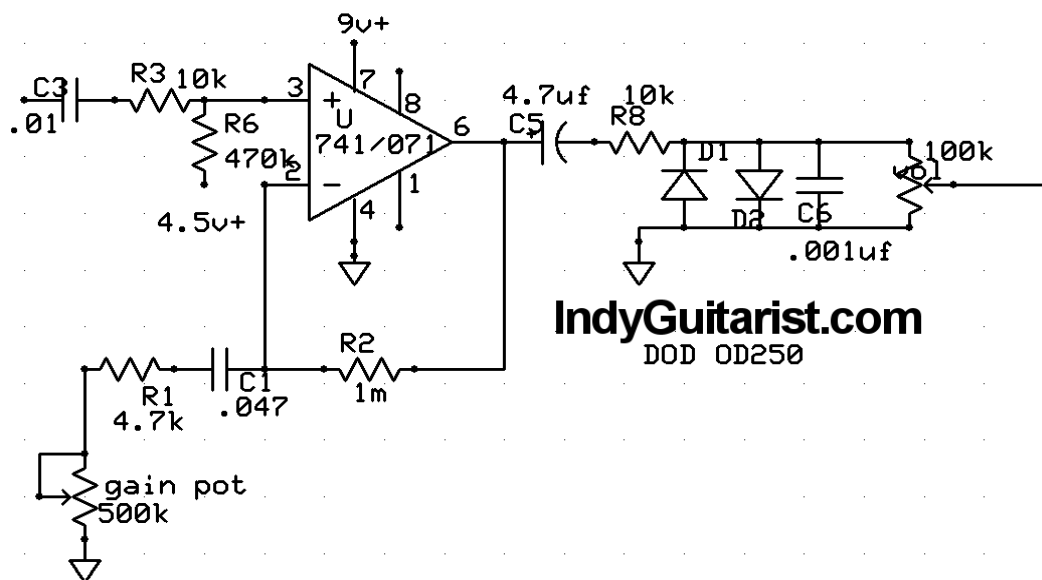 9v+
C3
.01
R3
10k
R6
470k
4.5v+
3
2
7
8
6
1
4
+
−
U
741/071
4.7uf
C5
+
10k
R8
D1
D2
C6
.001uf
100k
vol
IndyGuitarist.com
DOD OD250
R2
1m
C1
.047
R1
4.7k
gain pot
500k